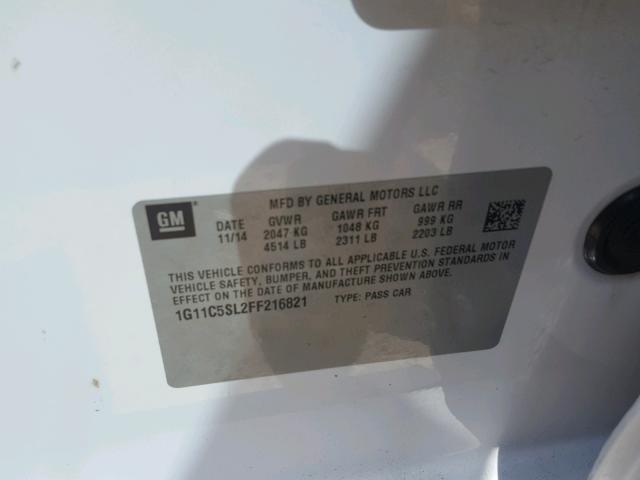 MFD BY GENERAL MOTORS LLC
GM
DATE GVWR GAWR FRT GAWR RR
11/14 2047 KG 1048 KG 999 KG
4514 LB 2311 LB 2203 LB
THIS VEHICLE CONFORMS TO ALL APPLICABLE U.S. FEDERAL MOTOR
VEHICLE SAFETY, BUMPER, AND THEFT PREVENTION STANDARDS IN
EFFECT ON THE DATE OF MANUFACTURE SHOWN ABOVE.
1G11C5SL2FF216821 TYPE: PASS CAR